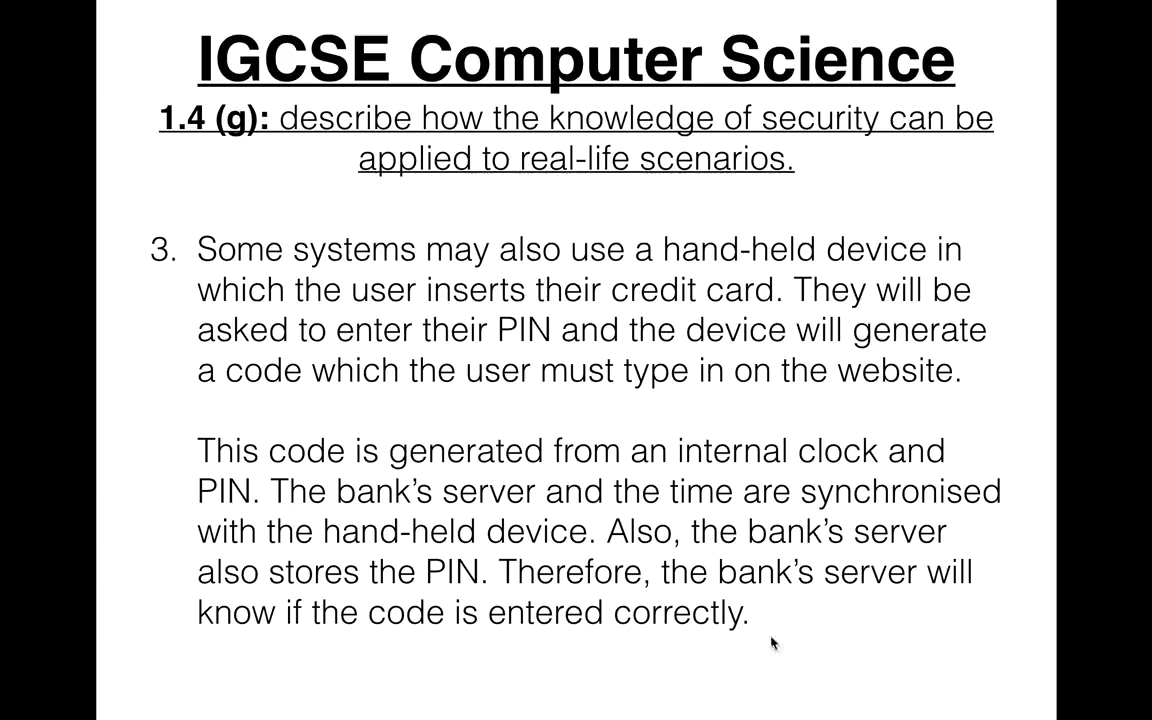 IGCSE Computer Science
1.4 (g): describe how the knowledge of security can be
applied to real-life scenarios.
3. Some systems may also use a hand-held device in
which the user inserts their credit card. They will be
asked to enter their PIN and the device will generate
a code which the user must type in on the website.
This code is generated from an internal clock and
PIN. The bank’s server and the time are synchronised
with the hand-held device. Also, the bank’s server
also stores the PIN. Therefore, the bank’s server will
know if the code is entered correctly.